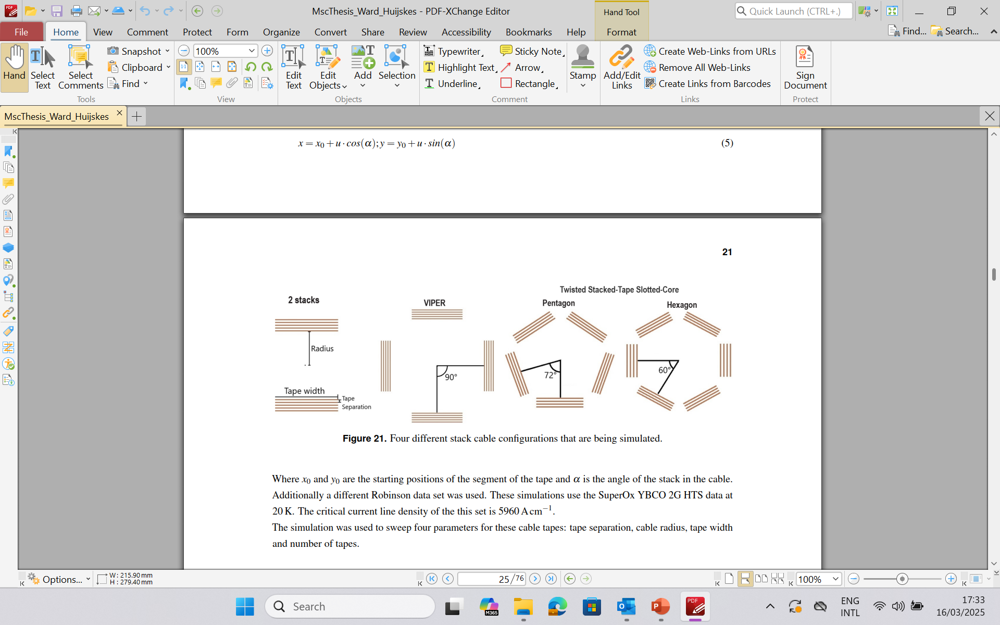 MscThesis_Ward_Huijskes - PDF-XChange Editor
Hand Tool
Quick Launch (CTRL+.)
File Home View Comment Protect Form Organize Convert Share Review Accessibility Bookmarks Help Format Find... Search...
Hand
Select Text
Select Comments
Snapshot
Clipboard
Find
Tools
100%
View
Edit Text
Edit Objects
Add
Selection
Objects
Typewriter
Highlight Text
Underline
Sticky Note
Arrow
Rectangle
Stamp
Comment
Add/Edit Links
Create Web-Links from URLs
Remove All Web-Links
Create Links from Barcodes
Links
Sign Document
Protect
MscThesis_Ward_Huijskes
x = x0 + u · cos(α); y = y0 + u · sin(α) (5)
21
Twisted Stacked-Tape Slotted-Core
2 stacks
VIPER
Pentagon
Hexagon
Radius
90°
72°
60°
Tape width
Tape
Separation
Figure 21. Four different stack cable configurations that are being simulated.
Where x0 and y0 are the starting positions of the segment of the tape and α is the angle of the stack in the cable.
Additionally a different Robinson data set was used. These simulations use the SuperOx YBCO 2G HTS data at
20 K. The critical current line density of the this set is 5960 A cm−1.
The simulation was used to sweep four parameters for these cable tapes: tape separation, cable radius, tape width
and number of tapes.
Options...
W: 215.90 mm
H: 279.40 mm
25 / 76
100%
Search
M365
PDF
ENG
INTL
17:33
16/03/2025